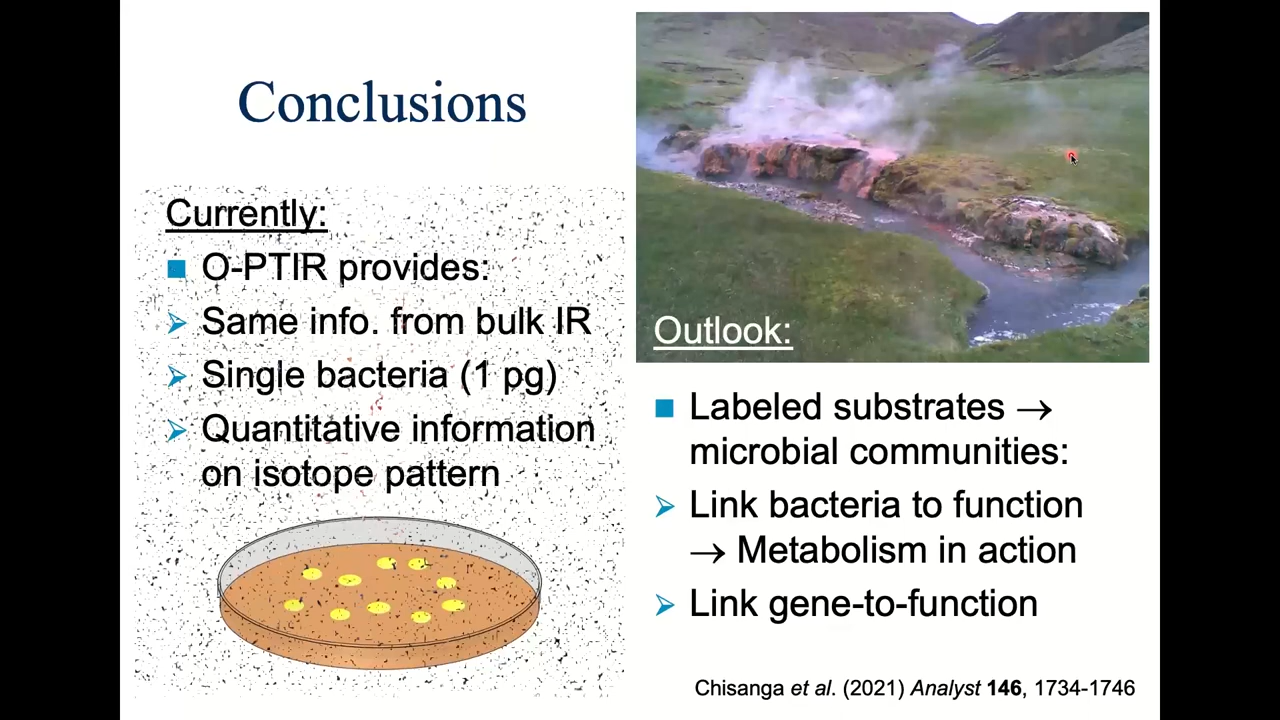 Conclusions
Currently:
O-PTIR provides:
Same info. from bulk IR
Single bacteria (1 pg)
Quantitative information
on isotope pattern
Outlook:
Labeled substrates →
microbial communities:
Link bacteria to function
→ Metabolism in action
Link gene-to-function
Chisanga et al. (2021) Analyst 146, 1734-1746